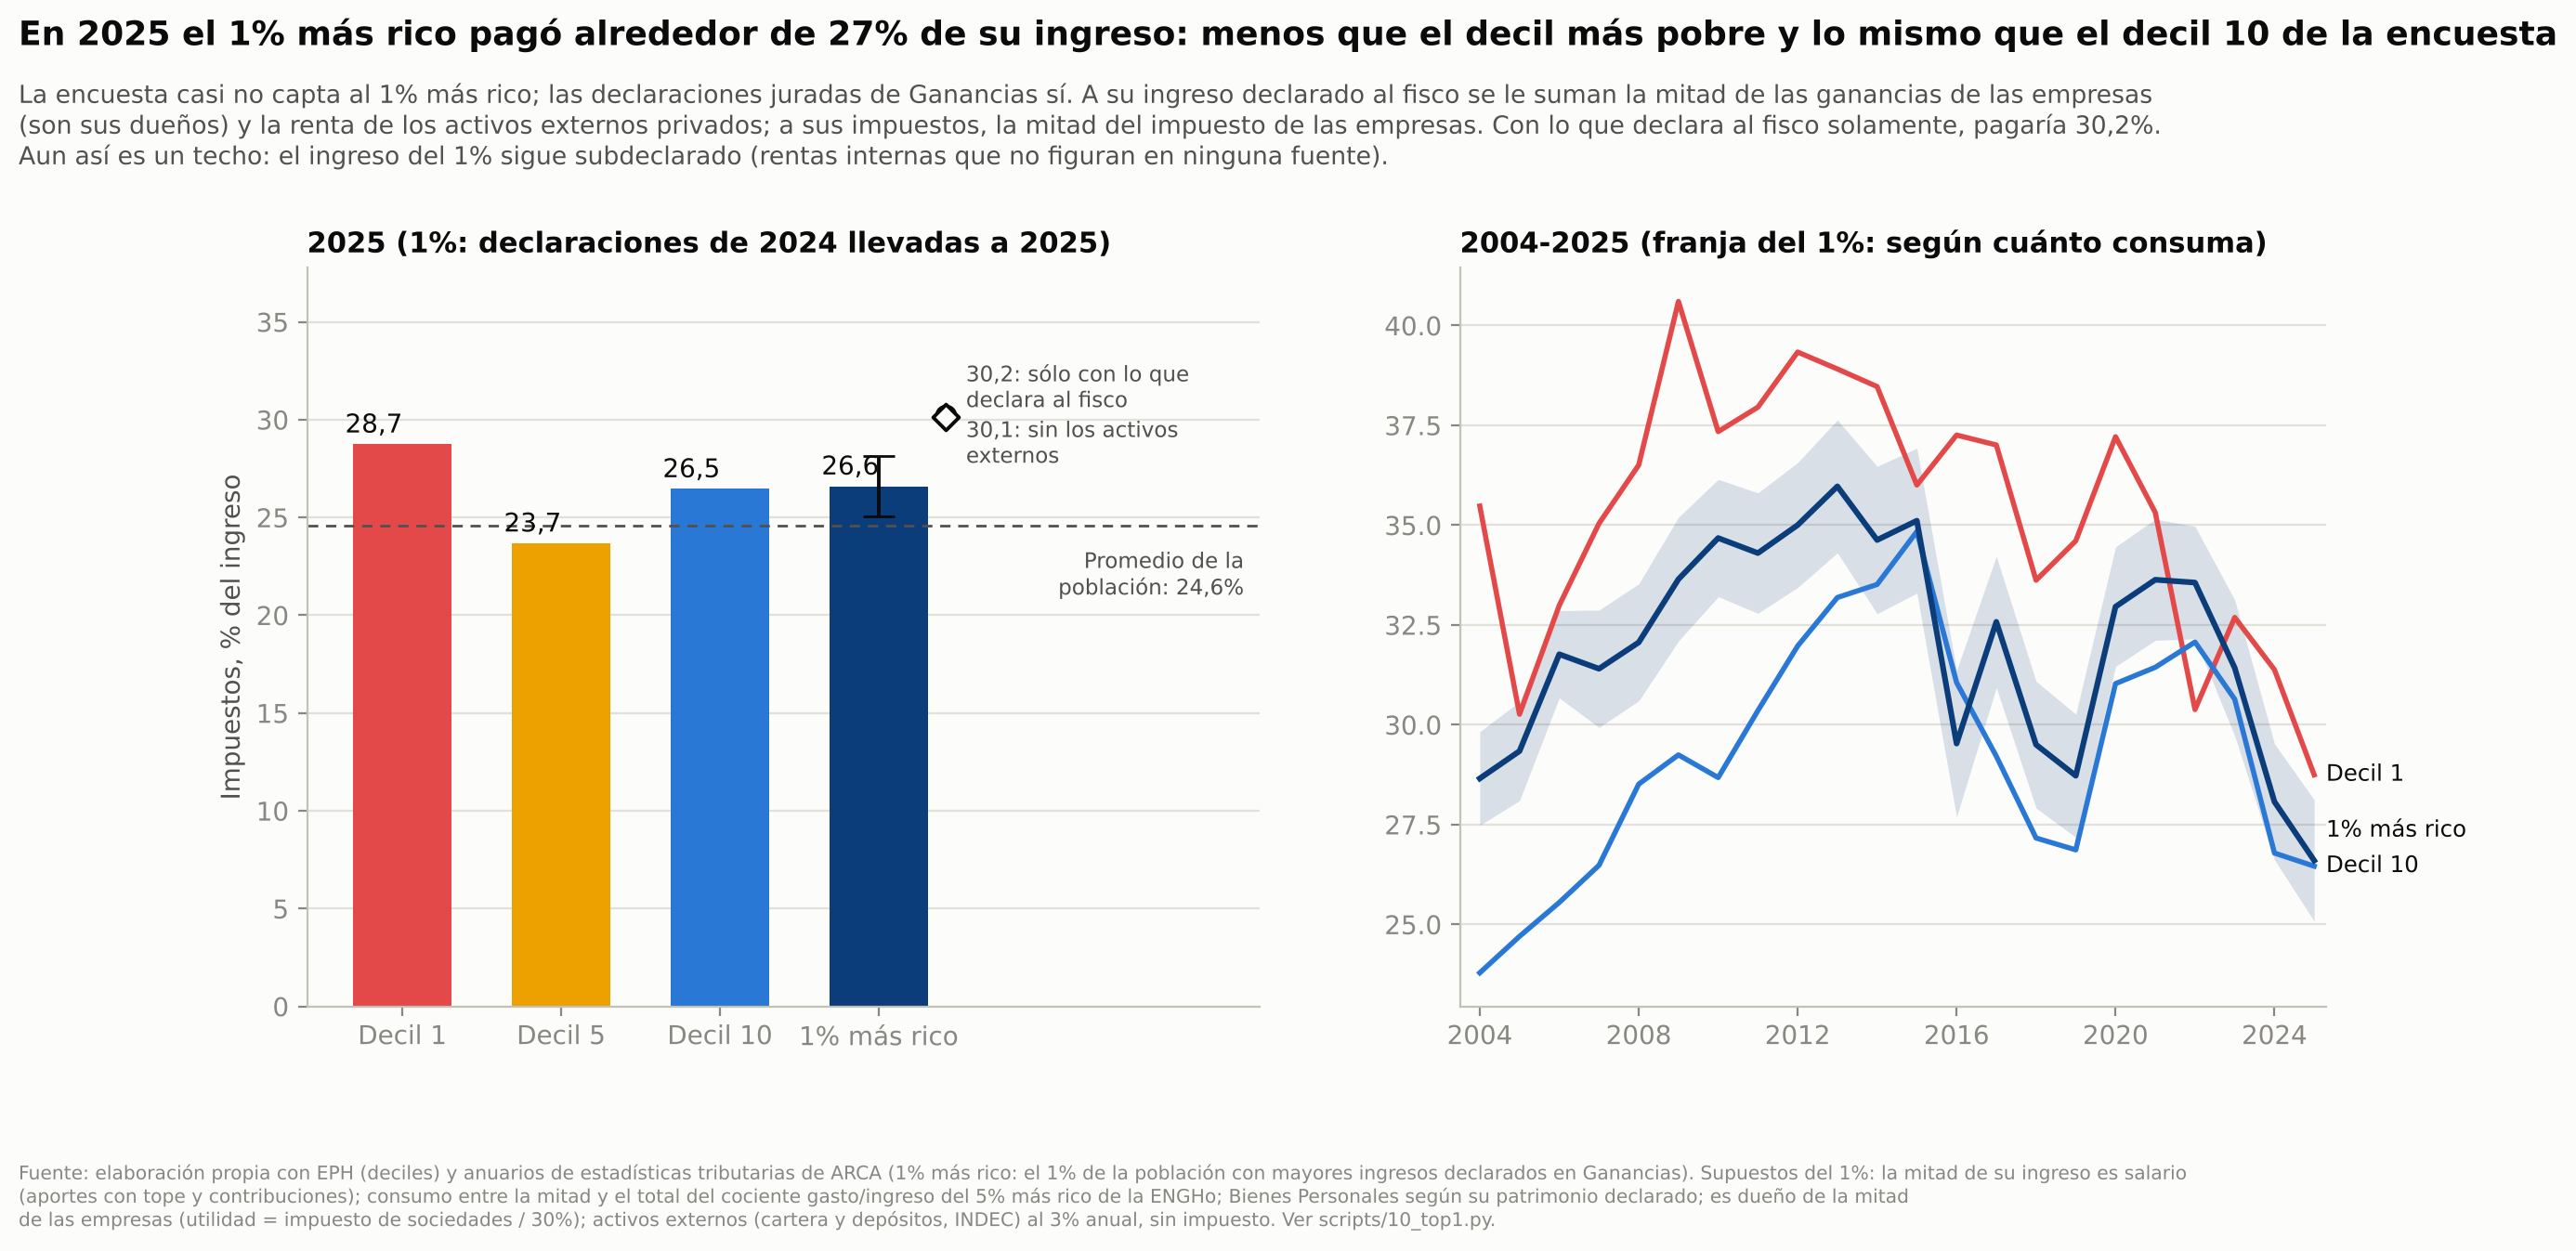 En 2025 el 1% más rico pagó alrededor de 27% de su ingreso: menos que el decil más pobre y lo mismo que el decil 10 de la encuesta
La encuesta casi no capta al 1% más rico; las declaraciones juradas de Ganancias sí. A su ingreso declarado al fisco se le suman la mitad de las ganancias de las empresas
(son sus dueños) y la renta de los activos externos privados; a sus impuestos, la mitad del impuesto de las empresas. Con lo que declara al fisco solamente, pagaría 30,2%.
Aun así es un techo: el ingreso del 1% sigue subdeclarado (rentas internas que no figuran en ninguna fuente).
2025 (1%: declaraciones de 2024 llevadas a 2025)
Impuestos, % del ingreso
35
30
25
20
15
10
5
0
28,7
23,7
26,5
26,6
30,2: sólo con lo que
declara al fisco
30,1: sin los activos
externos
Promedio de la
población: 24,6%
Decil 1
Decil 5
Decil 10
1% más rico
2004-2025 (franja del 1%: según cuánto consuma)
40.0
37.5
35.0
32.5
30.0
27.5
25.0
Decil 1
1% más rico
Decil 10
2004
2008
2012
2016
2020
2024
Fuente: elaboración propia con EPH (deciles) y anuarios de estadísticas tributarias de ARCA (1% más rico: el 1% de la población con mayores ingresos declarados en Ganancias). Supuestos del 1%: la mitad de su ingreso es salario
(aportes con tope y contribuciones); consumo entre la mitad y el total del cociente gasto/ingreso del 5% más rico de la ENGHo; Bienes Personales según su patrimonio declarado; es dueño de la mitad
de las empresas (utilidad = impuesto de sociedades / 30%); activos externos (cartera y depósitos, INDEC) al 3% anual, sin impuesto. Ver scripts/10_top1.py.